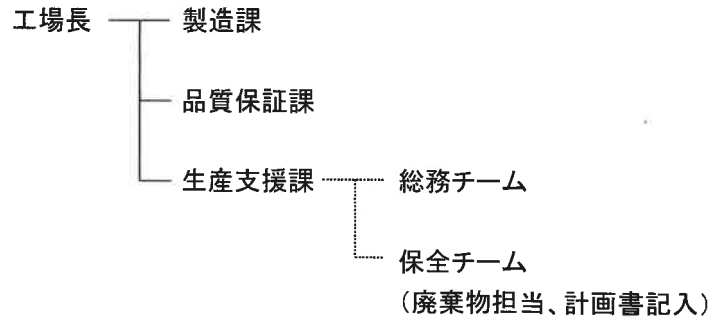 工場長
製造課
品質保証課
生産支援課
総務チーム
保全チーム
(廃棄物担当、計画書記入)